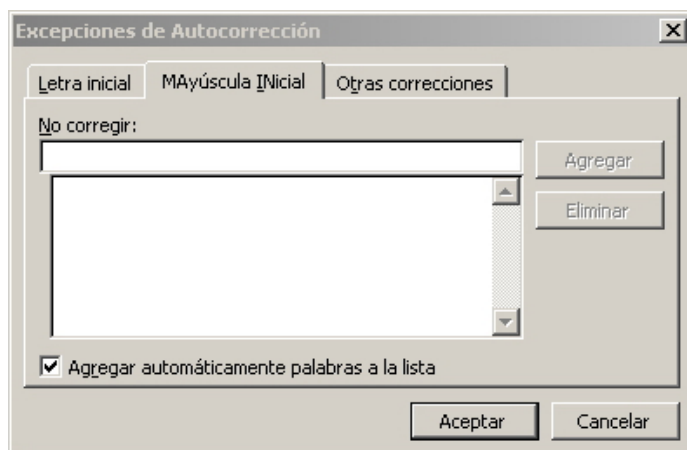 Excepciones de Autocorrección
Letra inicial MAyúscula INicial Otras correcciones
No corregir:
Agregar
Eliminar
Agregar automáticamente palabras a la lista
Aceptar Cancelar